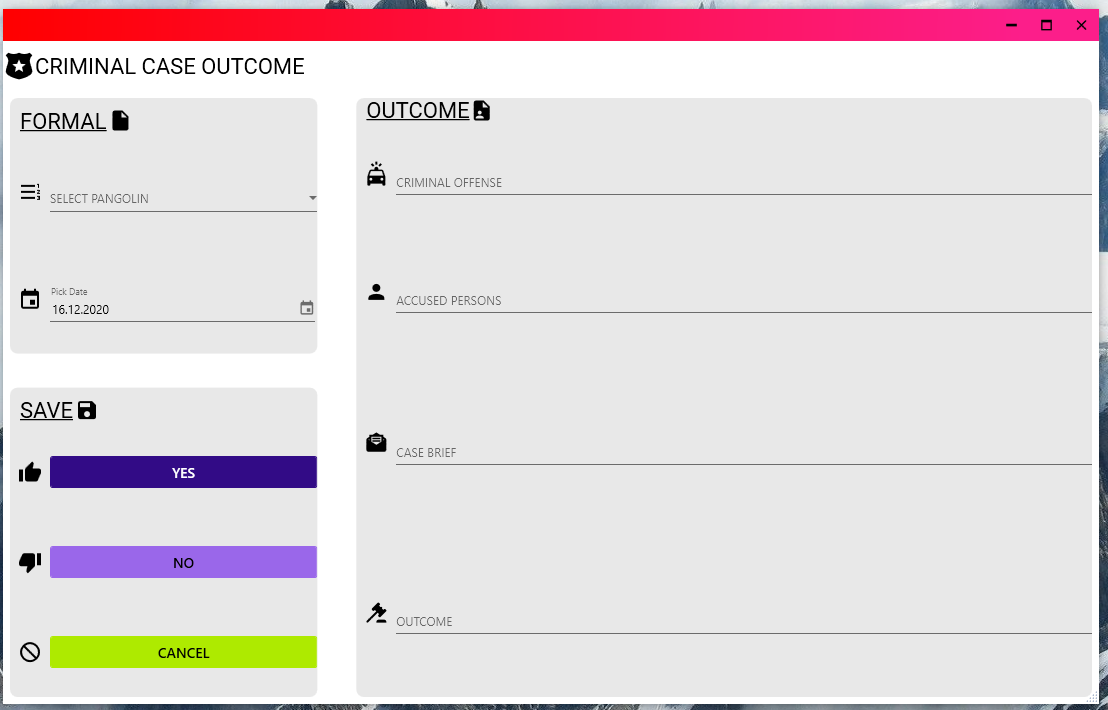 CRIMINAL CASE OUTCOME
FORMAL
SELECT PANGOLIN
Pick Date
16.12.2020
SAVE
YES
NO
CANCEL
OUTCOME
CRIMINAL OFFENSE
ACCUSED PERSONS
CASE BRIEF
OUTCOME